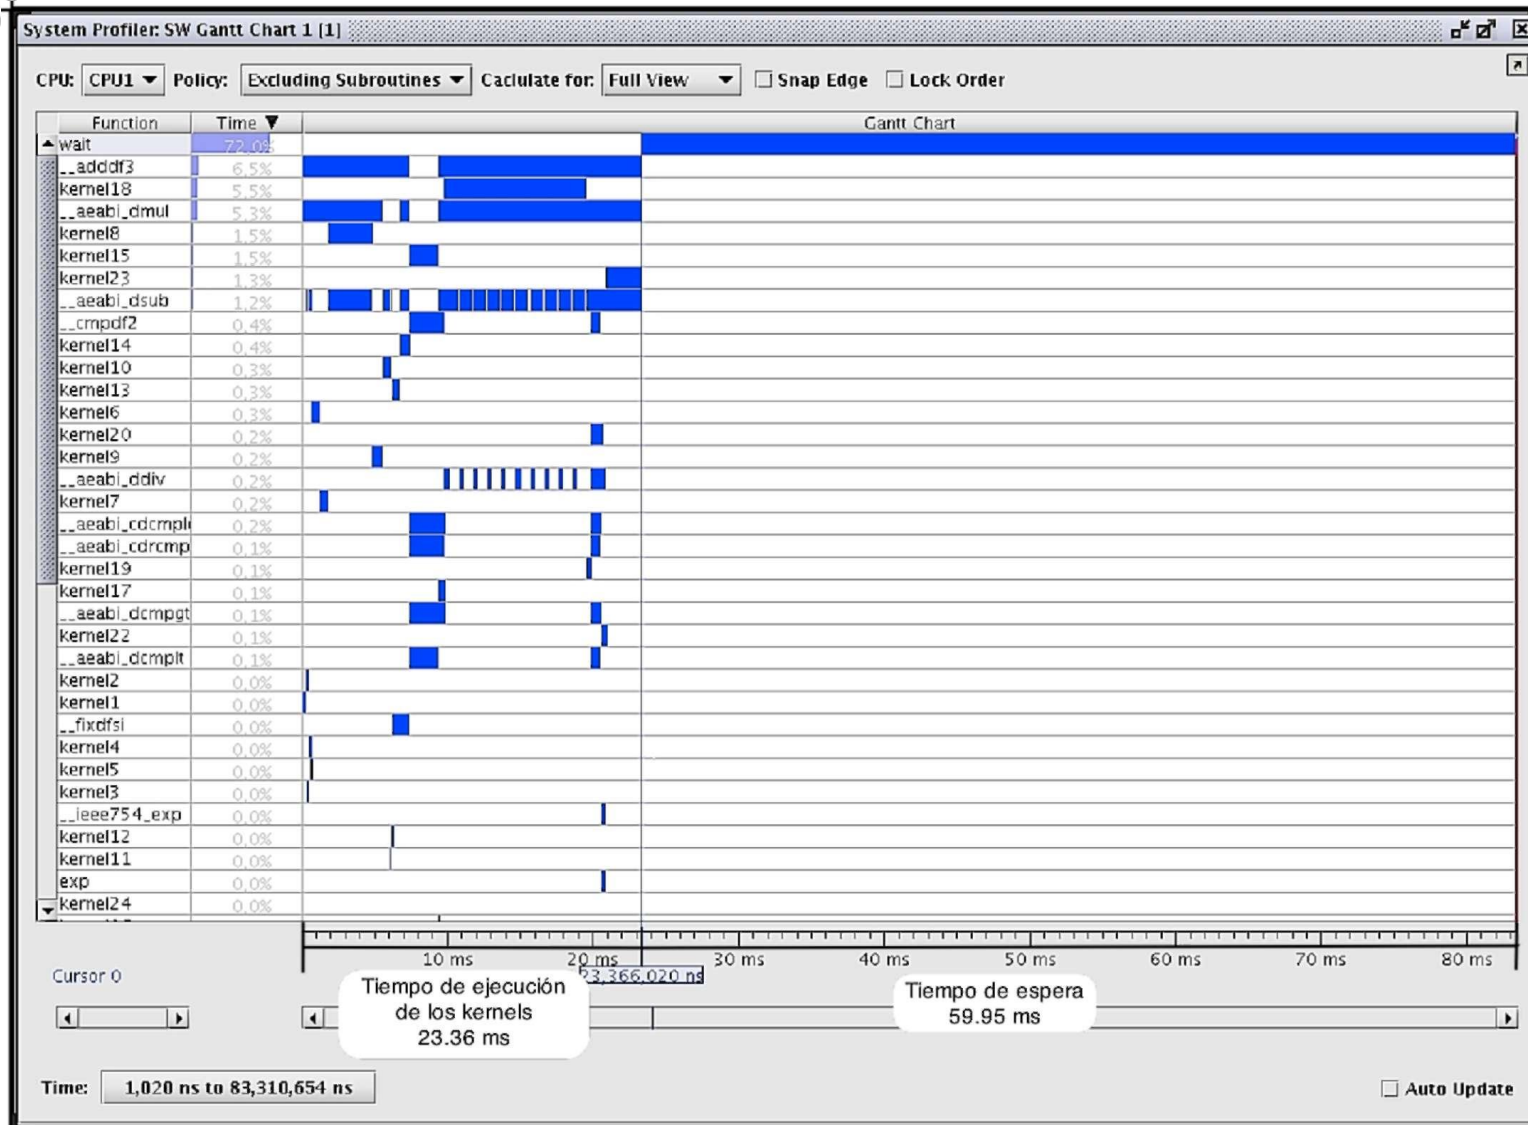 System Profiler: SW Gantt Chart 1 [1]
CPU: CPU1 Policy: Excluding Subroutines Caclulate for: Full View Snap Edge Lock Order
Function Time Gantt Chart
wait 72,0%
__adddf3 6,5%
kernel18 5,5%
__aeabi_dmul 5,3%
kernel8 1,5%
kernel15 1,5%
kernel23 1,3%
__aeabi_dsub 1,2%
__cmpdf2 0,4%
kernel14 0,4%
kernel10 0,3%
kernel13 0,3%
kernel6 0,3%
kernel20 0,2%
kernel9 0,2%
__aeabi_ddiv 0,2%
kernel7 0,2%
__aeabi_cdcmpl 0,2%
__aeabi_cdrcmp 0,1%
kernel19 0,1%
kernel17 0,1%
__aeabi_dcmpgt 0,1%
kernel22 0,1%
__aeabi_dcmplt 0,1%
kernel2 0,0%
kernel1 0,0%
__fixdfsi 0,0%
kernel4 0,0%
kernel5 0,0%
kernel3 0,0%
__ieee754_exp 0,0%
kernel12 0,0%
kernel11 0,0%
exp 0,0%
kernel24 0,0%
10 ms 20 ms 30 ms 40 ms 50 ms 60 ms 70 ms 80 ms
Cursor 0 23,366,020 ns
Tiempo de ejecución
de los kernels
23.36 ms
Tiempo de espera
59.95 ms
Time: 1,020 ns to 83,310,654 ns Auto Update